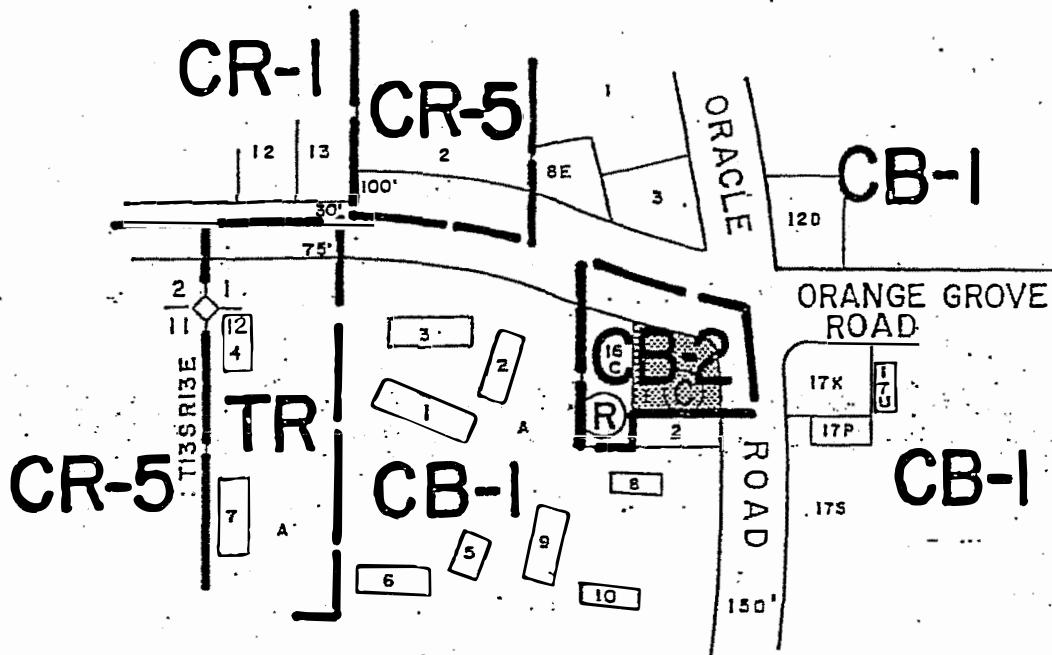 CR-1
CR-5
1
ORACLE
CB-1
12
13
2
8E
3
12D
100'
30'
75'
ORANGE GROVE
ROAD
2 1
11 12
4
T13S R13E
3
2
16
C
CB-2
C
17K
17U
TR
1
A
R
2
17P
CR-5
CB-1
ROAD
CB-1
7
A
8
17S
5
9
6
10
150'